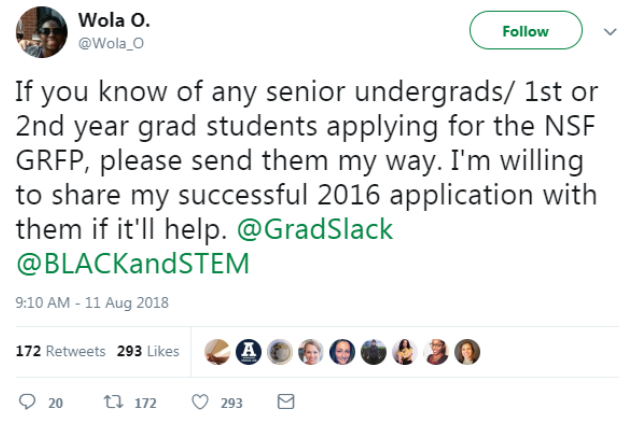 Wola O.
@Wola_O
Follow
If you know of any senior undergrads/ 1st or
2nd year grad students applying for the NSF
GRFP, please send them my way. I'm willing
to share my successful 2016 application with
them if it'll help. @GradSlack
@BLACKandSTEM
9:10 AM - 11 Aug 2018
172 Retweets 293 Likes
A
20 172 293